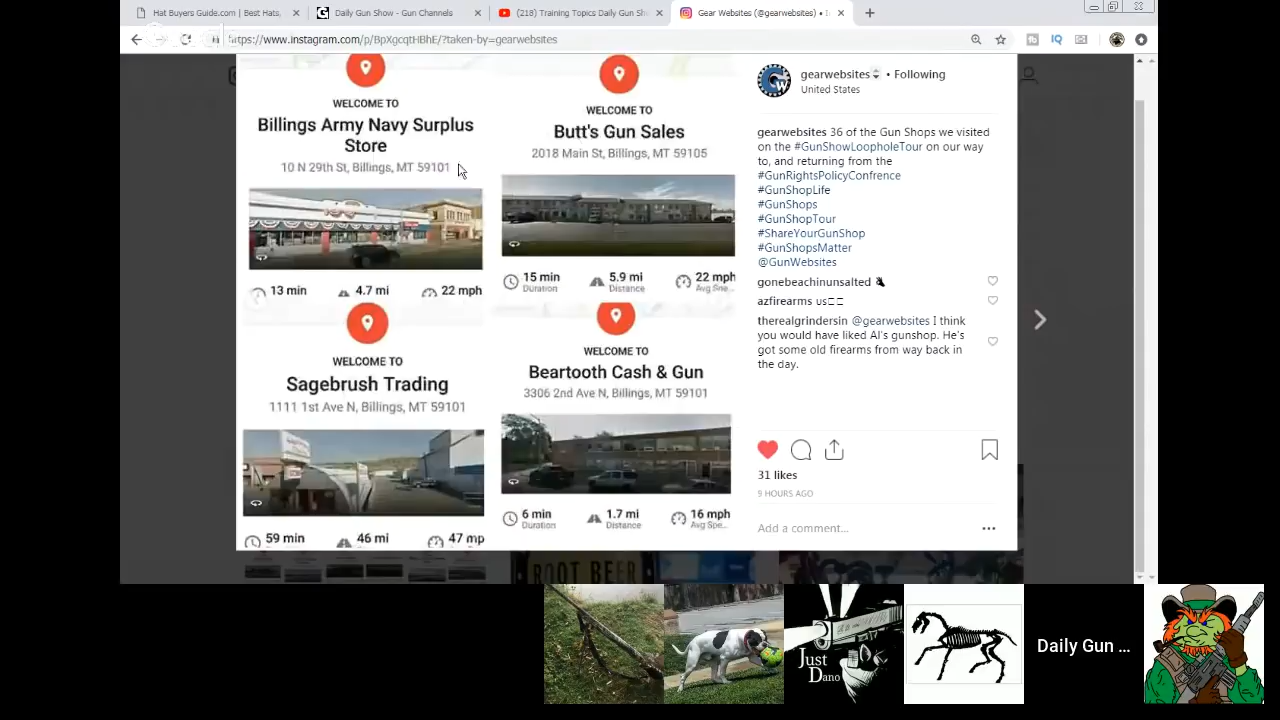 Hat Buyers Guide.com | Best Hats,
Daily Gun Show - Gun Channels
(218) Training Topics Daily Gun Sh
Gear Websites (@gearwebsites) • I
https://www.instagram.com/p/BpXgcqtHBhE/?taken-by=gearwebsites
WELCOME TO
Billings Army Navy Surplus
Store
10 N 29th St, Billings, MT 59101
13 min
4.7 mi
22 mph
WELCOME TO
Butt's Gun Sales
2018 Main St, Billings, MT 59105
15 min
5.9 mi
22 mph
Duration
Distance
Avg Spe...
WELCOME TO
Sagebrush Trading
1111 1st Ave N, Billings, MT 59101
59 min
46 mi
47 mp
WELCOME TO
Beartooth Cash & Gun
3306 2nd Ave N, Billings, MT 59101
6 min
1.7 mi
16 mph
Duration
Distance
Avg Spe...
gearwebsites • Following
United States
gearwebsites 36 of the Gun Shops we visited
on the #GunShowLoopholeTour on our way
to, and returning from the
#GunRightsPolicyConfrence
#GunShopLife
#GunShops
#GunShopTour
#ShareYourGunShop
#GunShopsMatter
@GunWebsites
gonebeachinunsalted
azfirearms us
therealgrindersin @gearwebsites I think
you would have liked Al's gunshop. He's
got some old firearms from way back in
the day.
31 likes
9 HOURS AGO
Add a comment...
ROOT BEER
Just
Dano
Daily Gun ...